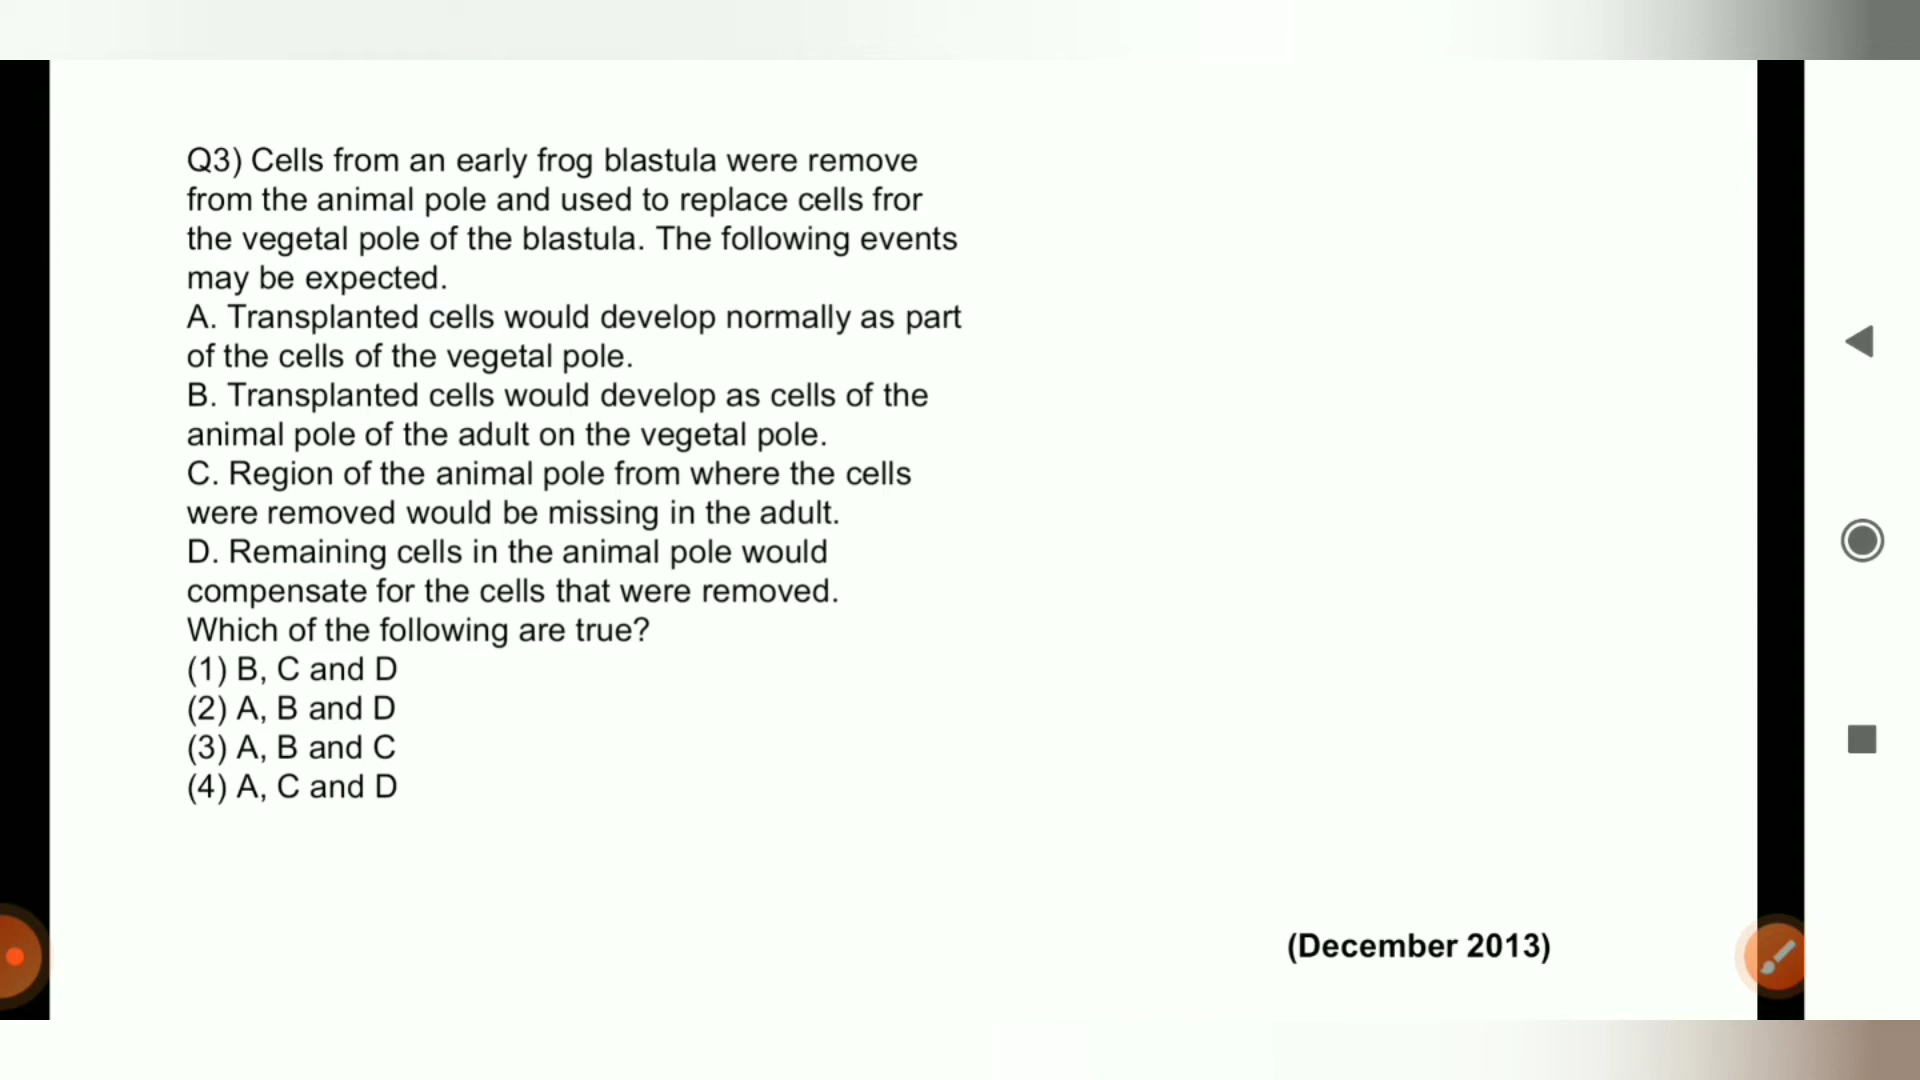 Q3) Cells from an early frog blastula were remove
from the animal pole and used to replace cells fror
the vegetal pole of the blastula. The following events
may be expected.
A. Transplanted cells would develop normally as part
of the cells of the vegetal pole.
B. Transplanted cells would develop as cells of the
animal pole of the adult on the vegetal pole.
C. Region of the animal pole from where the cells
were removed would be missing in the adult.
D. Remaining cells in the animal pole would
compensate for the cells that were removed.
Which of the following are true?
(1) B, C and D
(2) A, B and D
(3) A, B and C
(4) A, C and D
(December 2013)